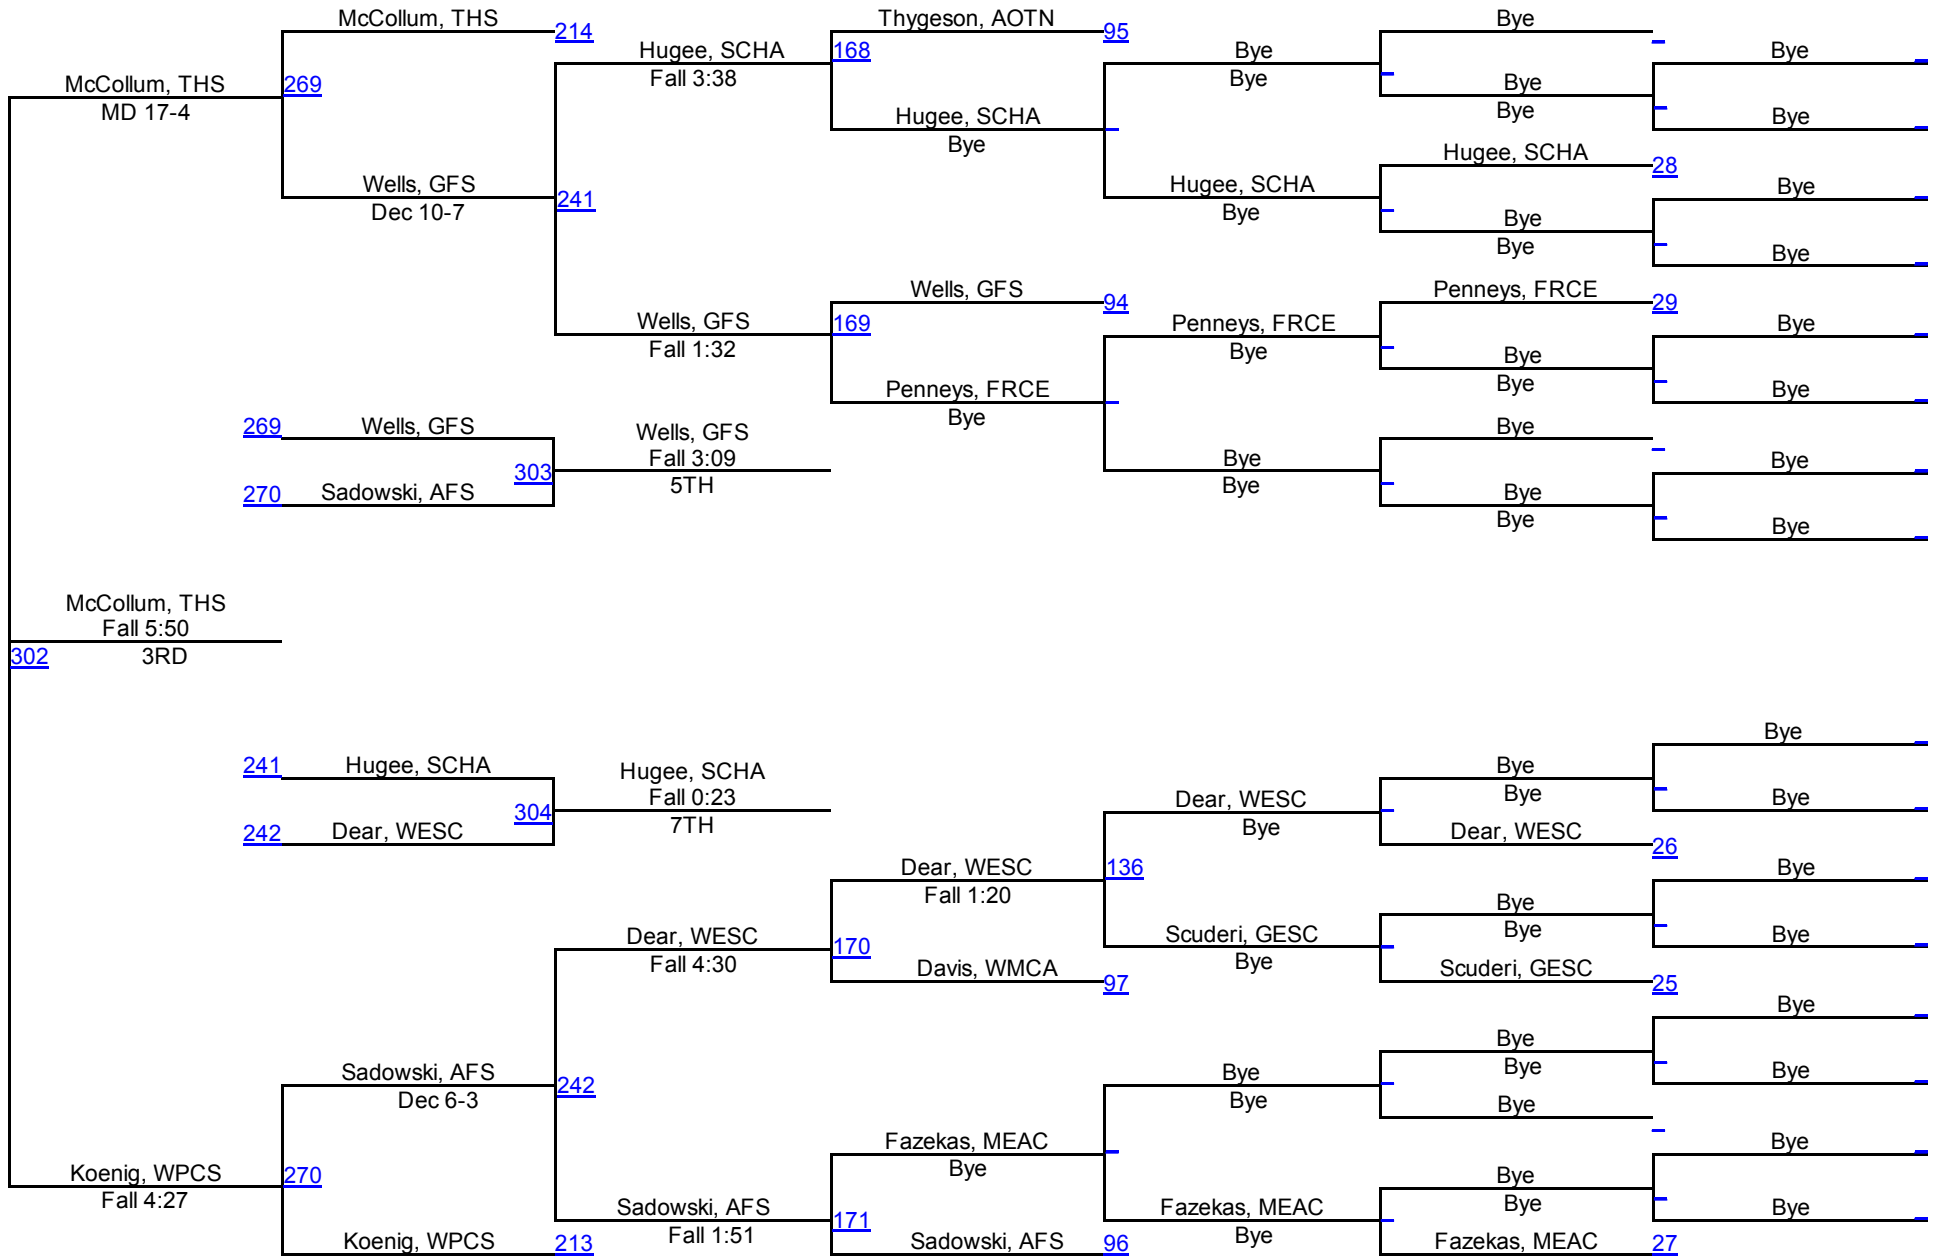 McCollum, THS
214
Thygeson, AOTN
95
Bye
Hugee, SCHA
168
Fall 3:38
Bye
Bye
Bye
McCollum, THS
269
MD 17-4
Bye
Bye
Hugee, SCHA
Bye
Bye
Hugee, SCHA
28
Wells, GFS
Dec 10-7
241
Hugee, SCHA
Bye
Bye
Bye
Bye
Bye
Wells, GFS
94
Penneys, FRCE
29
Wells, GFS
Fall 1:32
169
Penneys, FRCE
Bye
Bye
Bye
Bye
Penneys, FRCE
Bye
Bye
269
Wells, GFS
Wells, GFS
Fall 3:09
5TH
303
270
Sadowski, AFS
Bye
Bye
Bye
Bye
Bye
Bye
Bye
McCollum, THS
Fall 5:50
302
3RD
Bye
241
Hugee, SCHA
Hugee, SCHA
Fall 0:23
7TH
304
242
Dear, WESC
Bye
Bye
Bye
Dear, WESC
Bye
Dear, WESC
26
Dear, WESC
Fall 1:20
136
Bye
Bye
Bye
Dear, WESC
Fall 4:30
170
Scuderi, GESC
Bye
Bye
Davis, WMCA
97
Scuderi, GESC
25
Bye
Bye
Bye
Sadowski, AFS
Dec 6-3
242
Bye
Bye
Bye
Bye
Fazekas, MEAC
Bye
Bye
Koenig, WPCS
Fall 4:27
270
Bye
Bye
Sadowski, AFS
Fall 1:51
171
Fazekas, MEAC
Bye
Bye
Koenig, WPCS
213
Sadowski, AFS
96
Fazekas, MEAC
27